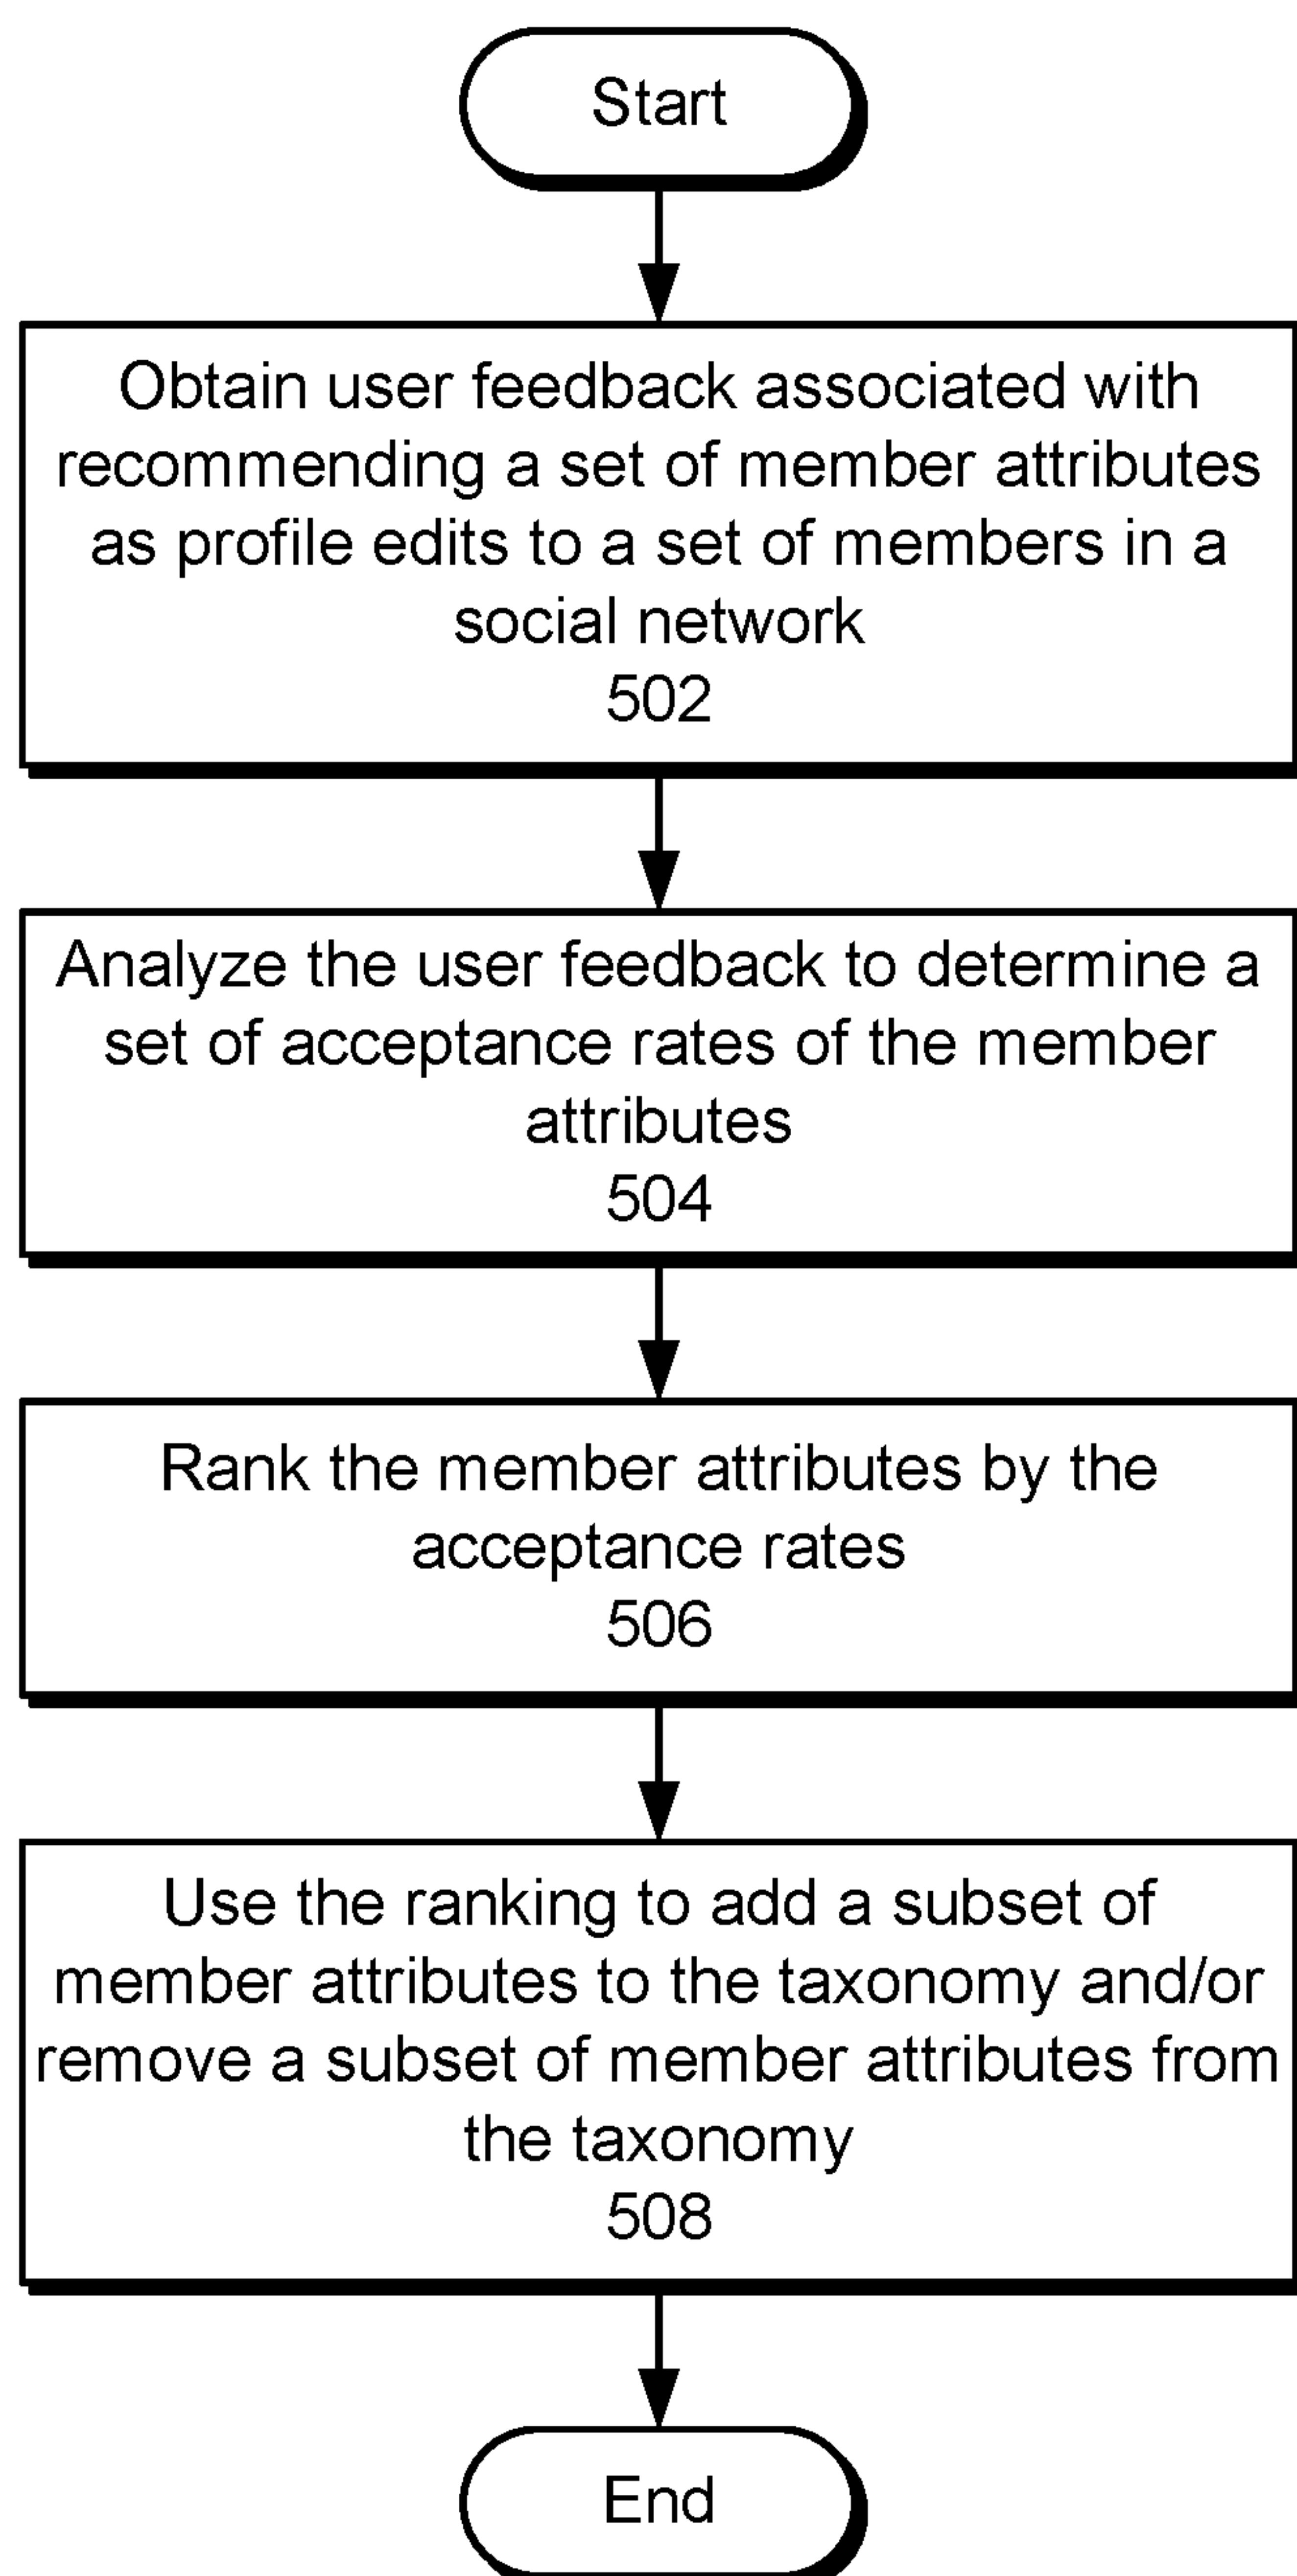 Start
Obtain user feedback associated with
recommending a set of member attributes
as profile edits to a set of members in a
social network
502
Analyze the user feedback to determine a
set of acceptance rates of the member
attributes
504
Rank the member attributes by the
acceptance rates
506
Use the ranking to add a subset of
member attributes to the taxonomy and/or
remove a subset of member attributes from
the taxonomy
508
End